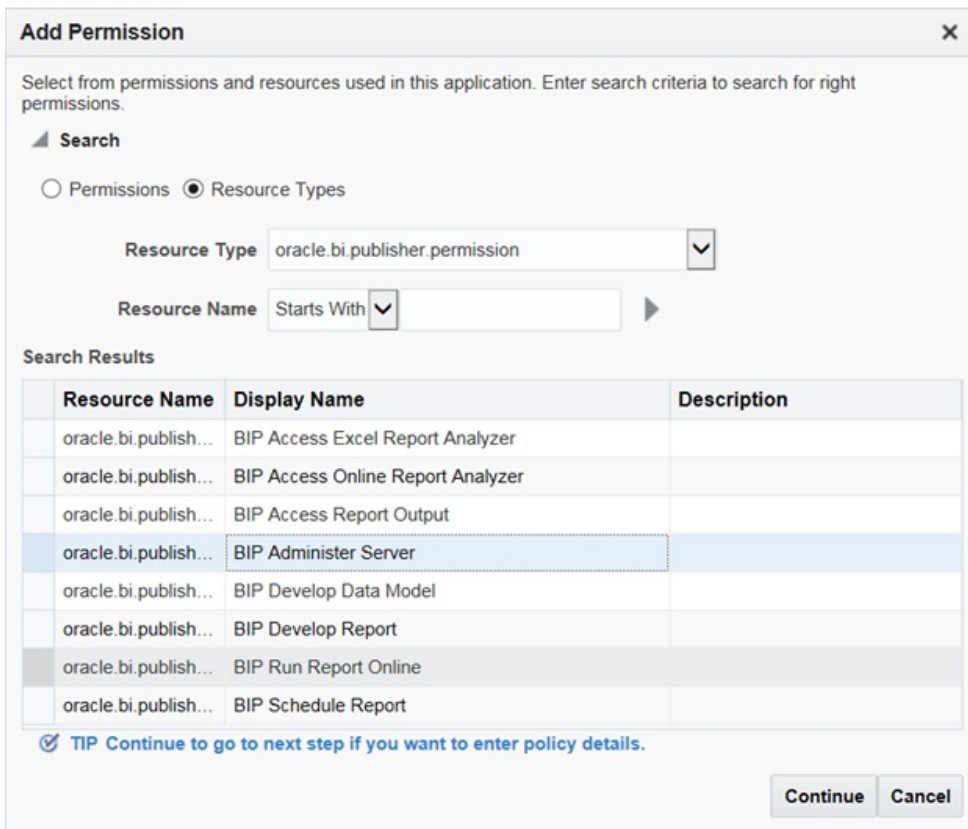 Add Permission
Select from permissions and resources used in this application. Enter search criteria to search for right
permissions.
Search
Permissions Resource Types
Resource Type oracle.bi.publisher.permission
Resource Name Starts With
Search Results
Resource Name Display Name Description
oracle.bi.publish... BIP Access Excel Report Analyzer
oracle.bi.publish... BIP Access Online Report Analyzer
oracle.bi.publish... BIP Access Report Output
oracle.bi.publish... BIP Administer Server
oracle.bi.publish... BIP Develop Data Model
oracle.bi.publish... BIP Develop Report
oracle.bi.publish... BIP Run Report Online
oracle.bi.publish... BIP Schedule Report
TIP Continue to go to next step if you want to enter policy details.
Continue Cancel